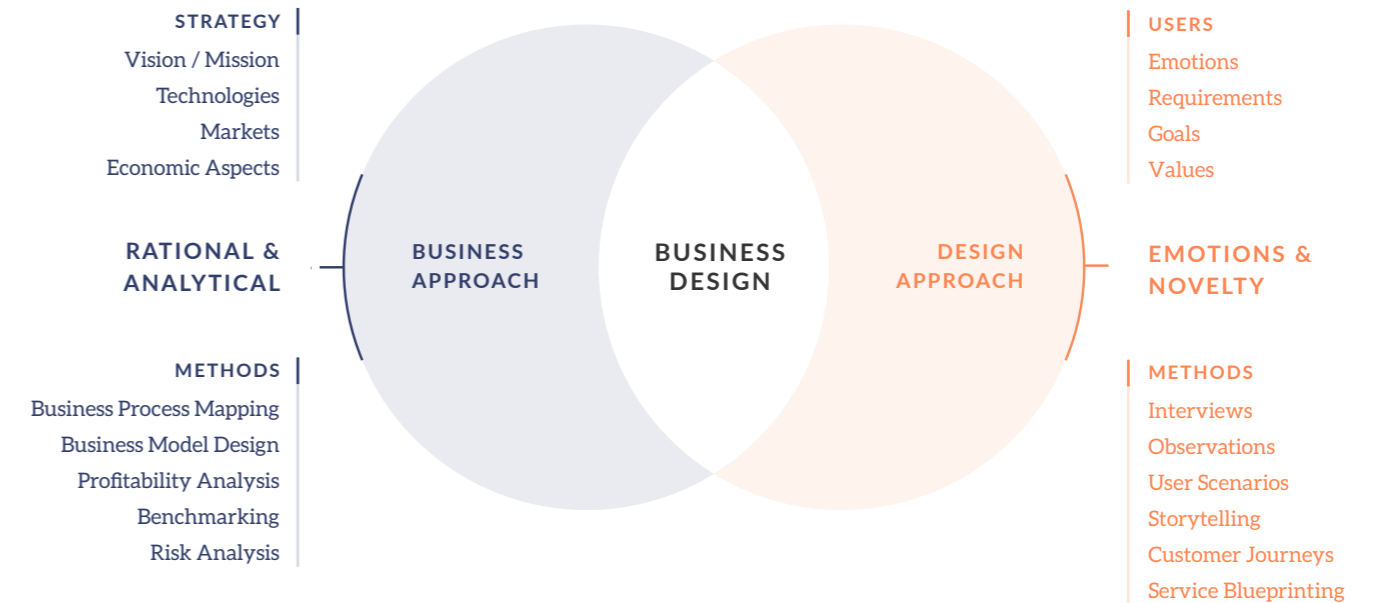 STRATEGY
Vision / Mission
Technologies
Markets
Economic Aspects
RATIONAL &
ANALYTICAL
METHODS
Business Process Mapping
Business Model Design
Profitability Analysis
Benchmarking
Risk Analysis
BUSINESS
APPROACH
BUSINESS
DESIGN
DESIGN
APPROACH
USERS
Emotions
Requirements
Goals
Values
EMOTIONS &
NOVELTY
METHODS
Interviews
Observations
User Scenarios
Storytelling
Customer Journeys
Service Blueprinting